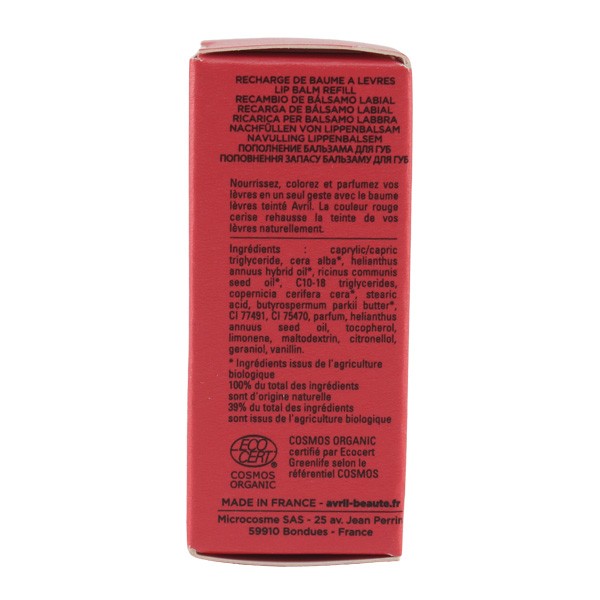 RECHARGE DE BAUME A LEVRES
LIP BALM REFILL
RECAMBIO DE BÁLSAMO LABIAL
RECARGA DE BÁLSAMO LABIAL
RICARICA PER BALSAMO LABBRA
NACHFÜLLEN VON LIPPENBALSAM
NAVULLING LIPPENBALSEM
ПОПОЛНЕНИЕ БАЛЬЗАМА ДЛЯ ГУБ
ПОПОВНЕННЯ ЗАПАСУ БАЛЬЗАМУ ДЛЯ ГУБ
Nourrissez, colorez et parfumez vos
lèvres en un seul geste avec le baume
lèvres teinté Avril. La couleur rouge
cerise rehausse la teinte de vos
lèvres naturellement.
Ingrédients : caprylic/capric
triglyceride, cera alba*, helianthus
annuus hybrid oil*, ricinus communis
seed oil*, C10-18 triglycerides,
copernicia cerifera cera*, stearic
acid, butyrospermum parkii butter*,
CI 77491, CI 75470, parfum, helianthus
annuus seed oil, tocopherol,
limonene, maltodextrin, citronellol,
geraniol, vanillin.
* Ingrédients issus de l'agriculture
biologique
100% du total des ingrédients
sont d'origine naturelle
39% du total des ingrédients
sont issus de l'agriculture biologique
ECO
CERT
COSMOS
ORGANIC
COSMOS ORGANIC
certifié par Ecocert
Greenlife selon le
référentiel COSMOS
MADE IN FRANCE - avril-beaute.fr
Microcosme SAS - 25 av. Jean Perrin
59910 Bondues - France